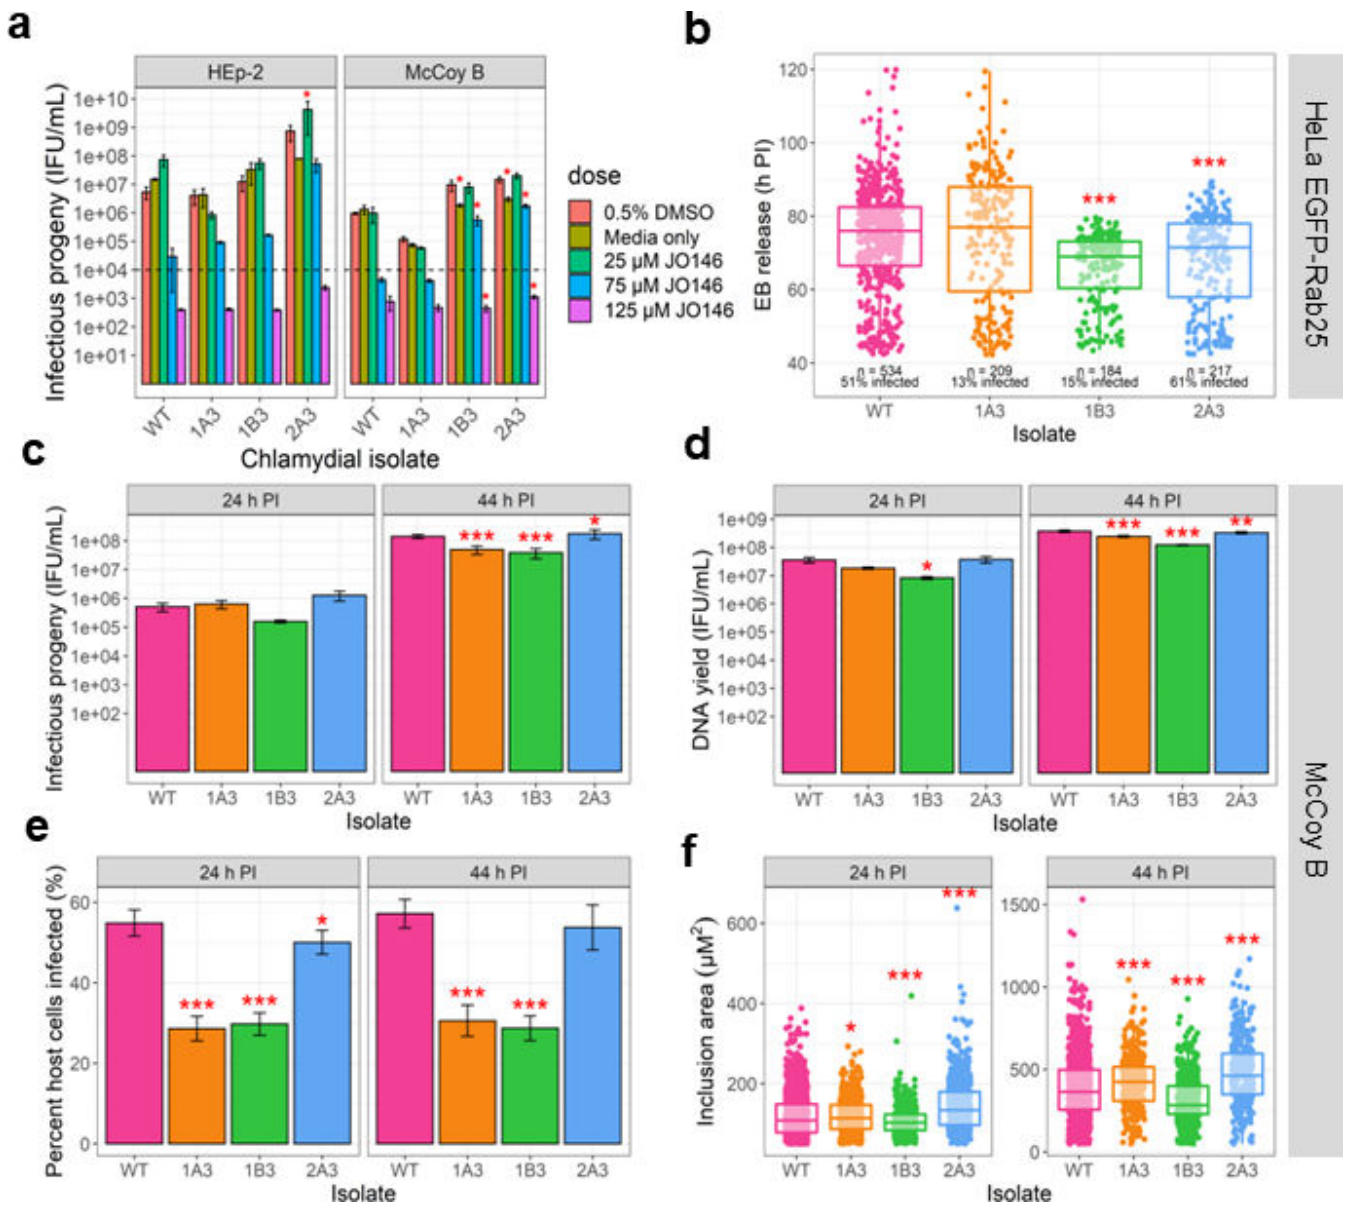 a
HEp-2
McCoy B
Infectious progeny (IFU/mL)
1e+10
1e+09
1e+08
1e+07
1e+06
1e+05
1e+04
1e+03
1e+02
1e+01
*
* * * * * *
WT 1A3 1B3 2A3
WT 1A3 1B3 2A3
Chlamydial isolate
dose
0.5% DMSO
Media only
25 µM JO146
75 µM JO146
125 µM JO146
b
EB release (h PI)
120
100
80
60
40
***
***
n = 534
51% infected
n = 209
13% infected
n = 184
15% infected
n = 217
61% infected
WT 1A3 1B3 2A3
Isolate
HeLa EGFP-Rab25
c
24 h PI
44 h PI
Infectious progeny (IFU/mL)
1e+08
1e+07
1e+06
1e+05
1e+04
1e+03
1e+02
*** *** *
WT 1A3 1B3 2A3
WT 1A3 1B3 2A3
Isolate
d
24 h PI
44 h PI
DNA yield (IFU/mL)
1e+09
1e+08
1e+07
1e+06
1e+05
1e+04
1e+03
1e+02
*
*** *** **
WT 1A3 1B3 2A3
WT 1A3 1B3 2A3
Isolate
McCoy B
e
24 h PI
44 h PI
Percent host cells infected (%)
60
40
20
0
*** *** *
*** ***
WT 1A3 1B3 2A3
WT 1A3 1B3 2A3
Isolate
f
24 h PI
44 h PI
Inclusion area (µM²)
600
400
200
* *** ***
1500
1000
500
0
*** *** ***
WT 1A3 1B3 2A3
WT 1A3 1B3 2A3
Isolate